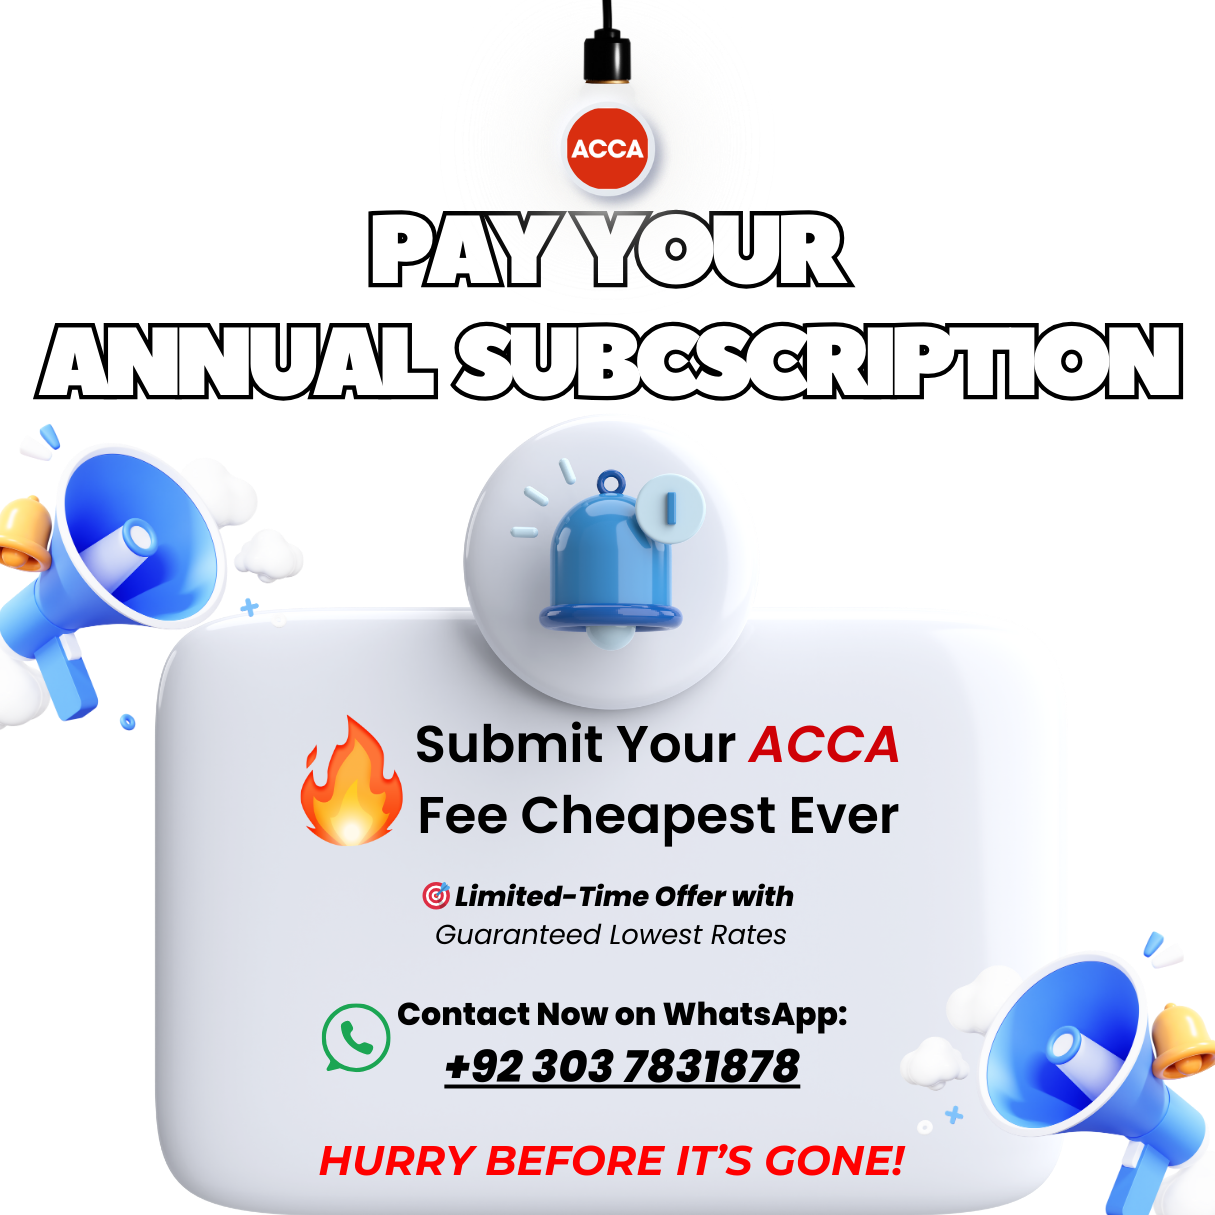 ACCA
PAY YOUR
ANNUAL SUBCSCRIPTION
Submit Your ACCA
Fee Cheapest Ever
Limited-Time Offer with
Guaranteed Lowest Rates
Contact Now on WhatsApp:
+92 303 7831878
HURRY BEFORE IT'S GONE!